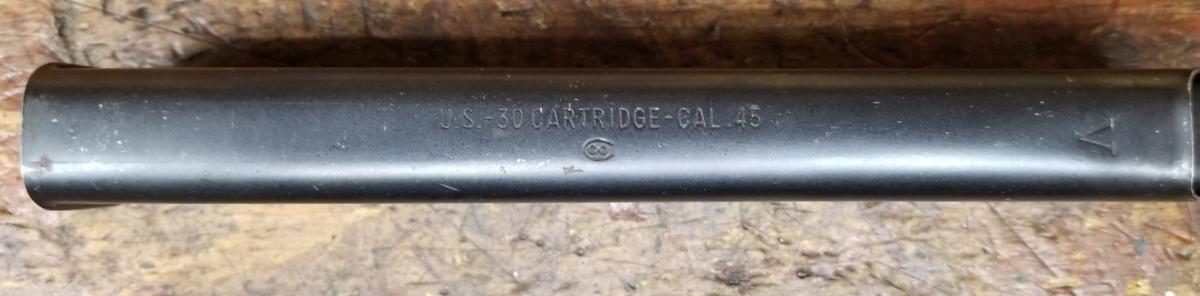 U.S.-30 CARTRIDGE-CAL .45